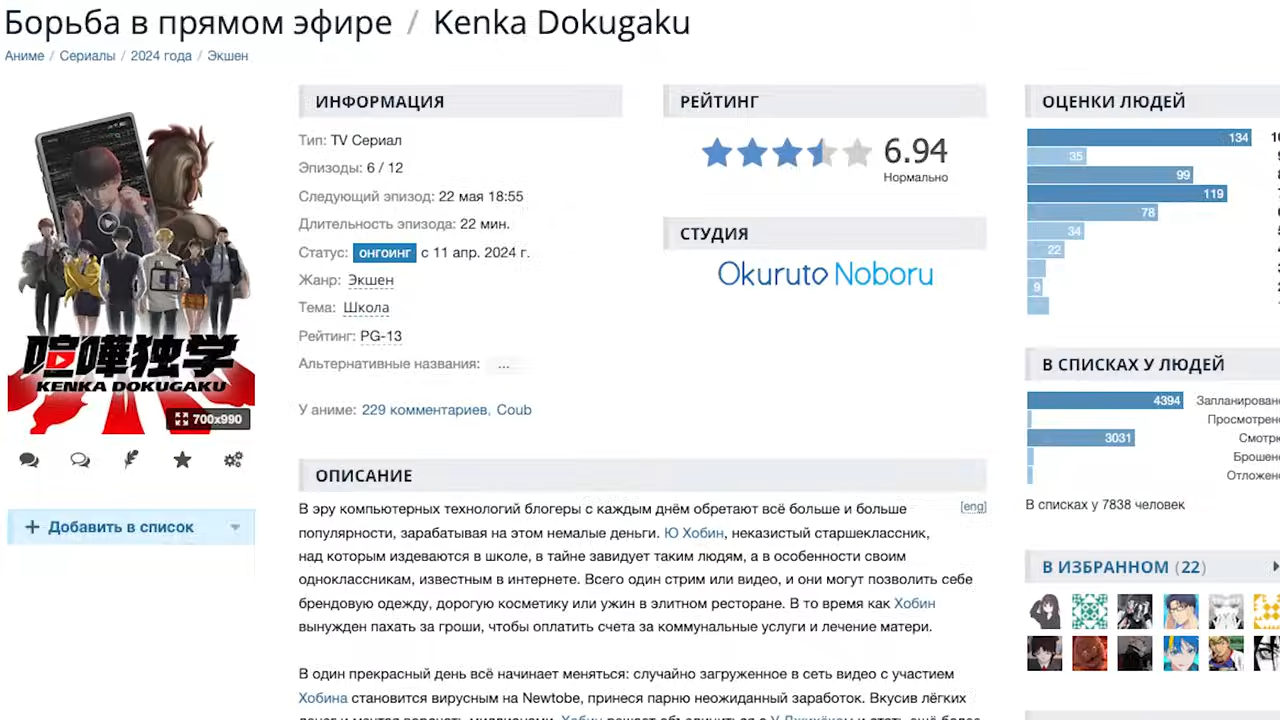 Борьба в прямом эфире / Kenka Dokugaku
Аниме / Сериалы / 2024 года / Экшен
喧嘩独学
KENKA DOKUGAKU
700x990
Добавить в список
ИНФОРМАЦИЯ
Тип: TV Сериал
Эпизоды: 6 / 12
Следующий эпизод: 22 мая 18:55
Длительность эпизода: 22 мин.
Статус: онгоинг с 11 апр. 2024 г.
Жанр: Экшен
Тема: Школа
Рейтинг: PG-13
Альтернативные названия: ...
У аниме: 229 комментариев, Coub
РЕЙТИНГ
6.94
Нормально
СТУДИЯ
Okuruto Noboru
ОПИСАНИЕ
[eng]
В эру компьютерных технологий блогеры с каждым днём обретают всё больше и больше
популярности, зарабатывая на этом немалые деньги. Ю Хобин, неказистый старшеклассник,
над которым издеваются в школе, в тайне завидует таким людям, а в особенности своим
одноклассникам, известным в интернете. Всего один стрим или видео, и они могут позволить себе
брендовую одежду, дорогую косметику или ужин в элитном ресторане. В то время как Хобин
вынужден пахать за гроши, чтобы оплатить счета за коммунальные услуги и лечение матери.
В один прекрасный день всё начинает меняться: случайно загруженное в сеть видео с участием
Хобина становится вирусным на Newtobe, принеся парню неожиданный заработок. Вкусив лёгких
ОЦЕНКИ ЛЮДЕЙ
134
35
99
119
78
34
22
9
В СПИСКАХ У ЛЮДЕЙ
4394 Запланировано
Просмотрено
3031 Смотрю
Брошено
Отложено
В списках у 7838 человек
В ИЗБРАННОМ (22)